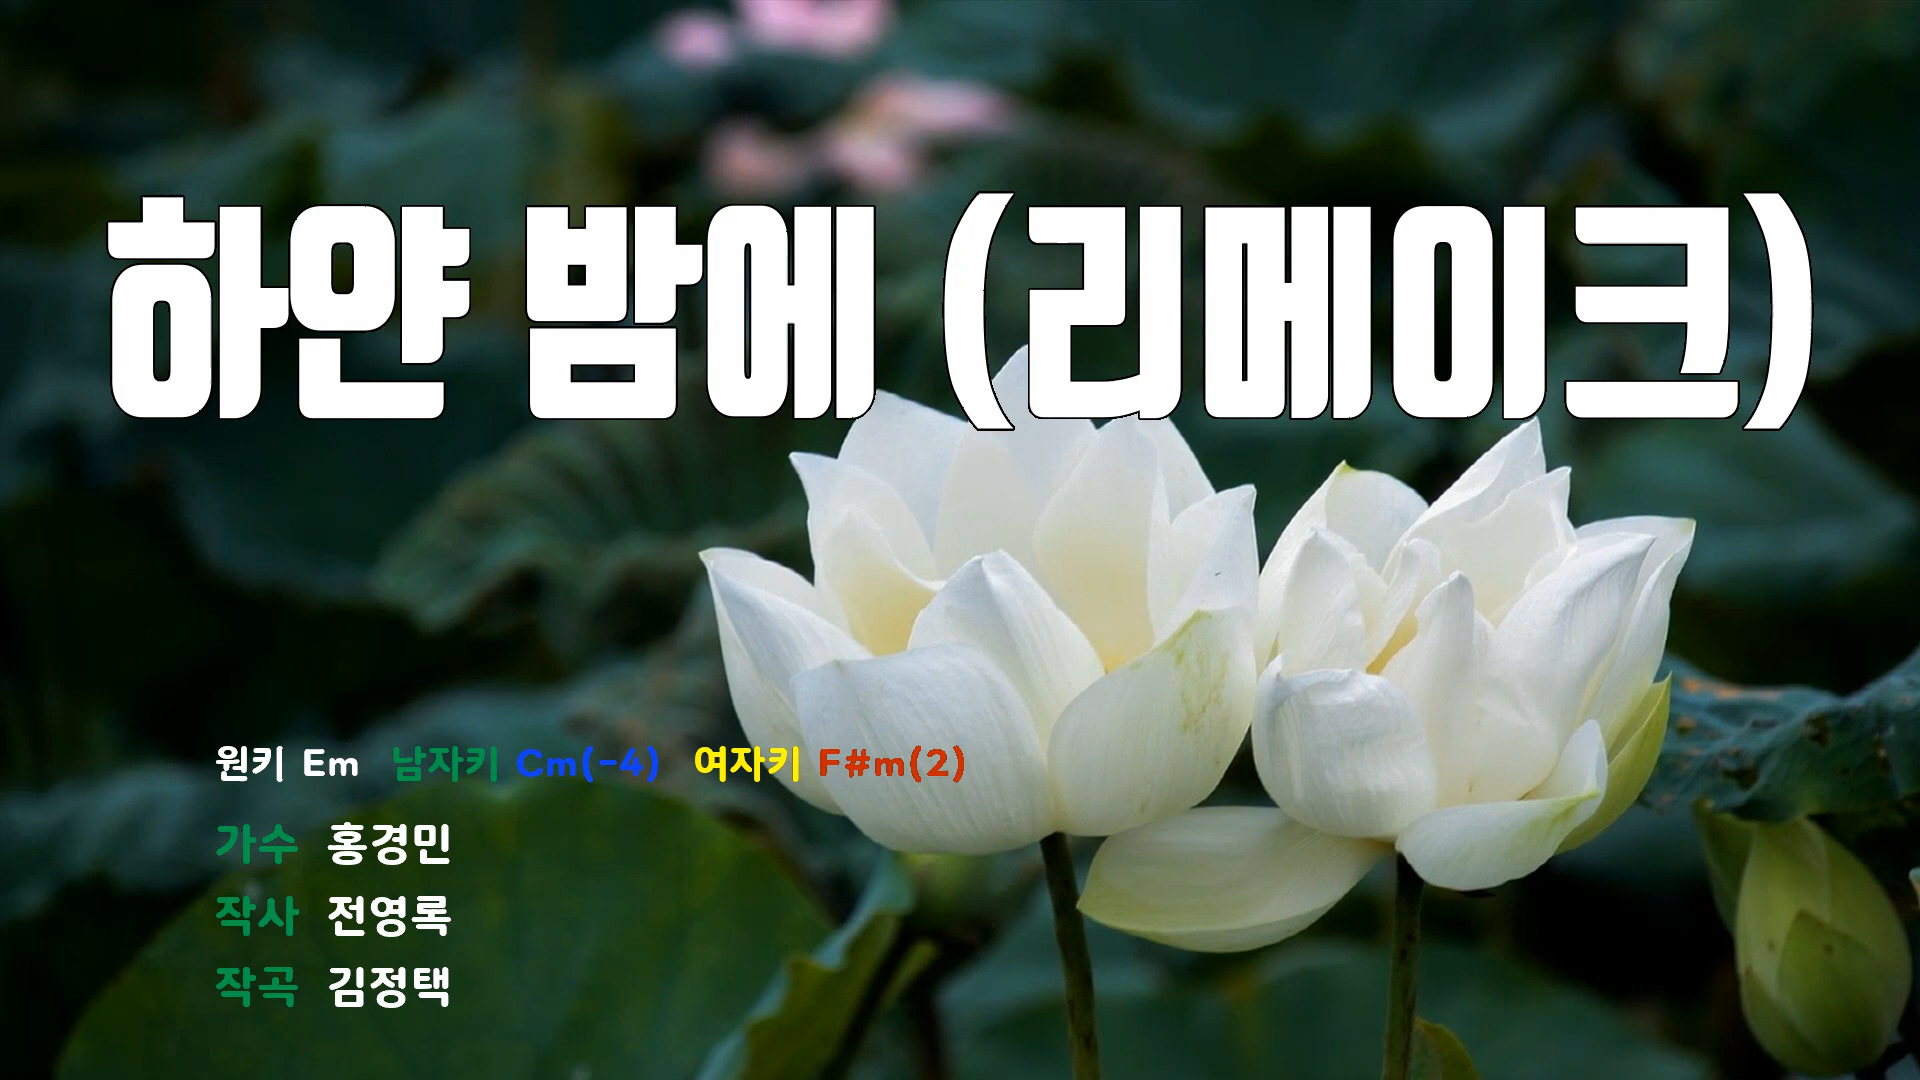 하얀 밤에 (리메이크)
원키 Em 남자키 Cm(-4) 여자키 F#m(2)
가수 홍경민
작사 전영록
작곡 김정택